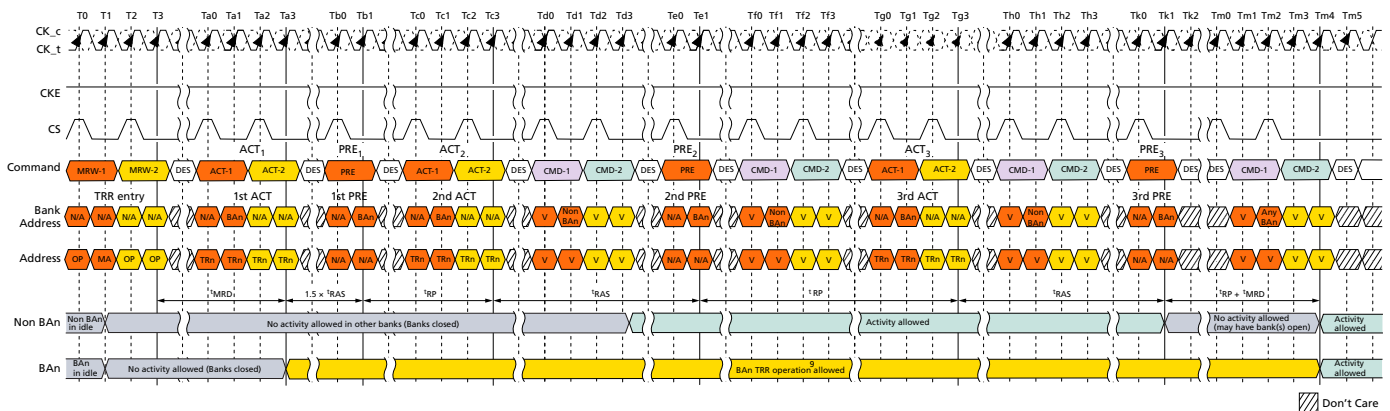 T0 T1 T2 T3 Ta0 Ta1 Ta2 Ta3 Tb0 Tb1 Tc0 Tc1 Tc2 Tc3 Td0 Td1 Td2 Td3 Te0 Te1 Tf0 Tf1 Tf2 Tf3 Tg0 Tg1 Tg2 Tg3 Th0 Th1 Th2 Th3 Tk0 Tk1 Tk2 Tm0 Tm1 Tm2 Tm3 Tm4 Tm5
CK_c
CK_t
CKE
CS
ACT1 PRE1 ACT2. PRE2 ACT3. PRE3
Command MRW-1 MRW-2 DES ACT-1 ACT-2 DES PRE DES ACT-1 ACT-2 DES CMD-1 CMD-2 DES PRE DES CMD-1 CMD-2 DES ACT-1 ACT-2 DES CMD-1 CMD-2 DES PRE DES DES CMD-1 CMD-2 DES
TRR entry 1st ACT 1st PRE 2nd ACT 2nd PRE 3rd ACT 3rd PRE
Bank Address N/A N/A N/A N/A N/A BAn N/A N/A N/A BAn N/A BAn N/A N/A V Non BAn V V N/A BAn V Non BAn V V N/A BAn N/A N/A V Non BAn V V N/A BAn V Any BAn V V
Address OP MA OP OP TRn TRn TRn TRn N/A N/A TRn TRn TRn TRn V V V V N/A N/A V V V V TRn TRn TRn TRn V V V V N/A N/A V V V V
tMRD 1.5 × tRAS tRP tRAS tRP tRAS tRP + tMRD
Non BAn Non BAn in idle No activity allowed in other banks (Banks closed) Activity allowed No activity allowed (may have bank(s) open) Activity allowed
BAn BAn in idle No activity allowed (Banks closed) BAn TRR operation allowed 9 Activity allowed
Don't Care